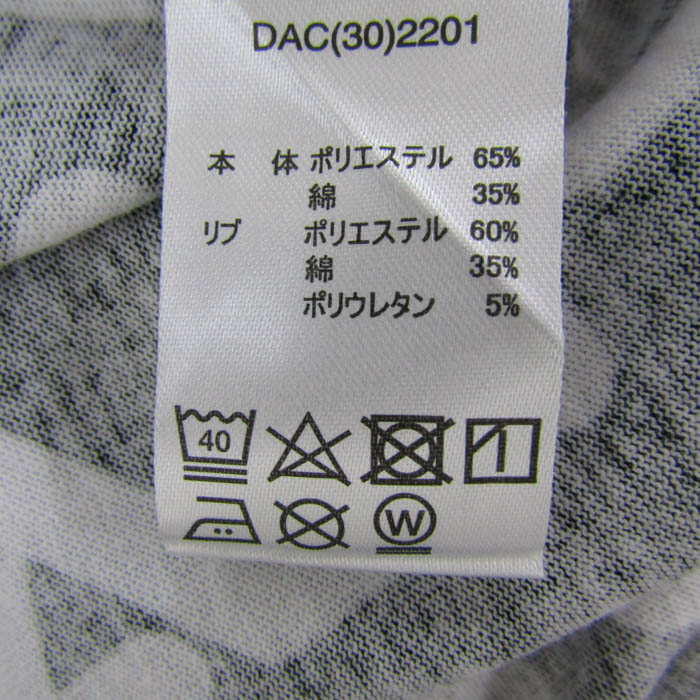 DAC(30)2201
本 体 ポリエステル 65%
綿 35%
リブ ポリエステル 60%
綿 35%
ポリウレタン 5%
40
W